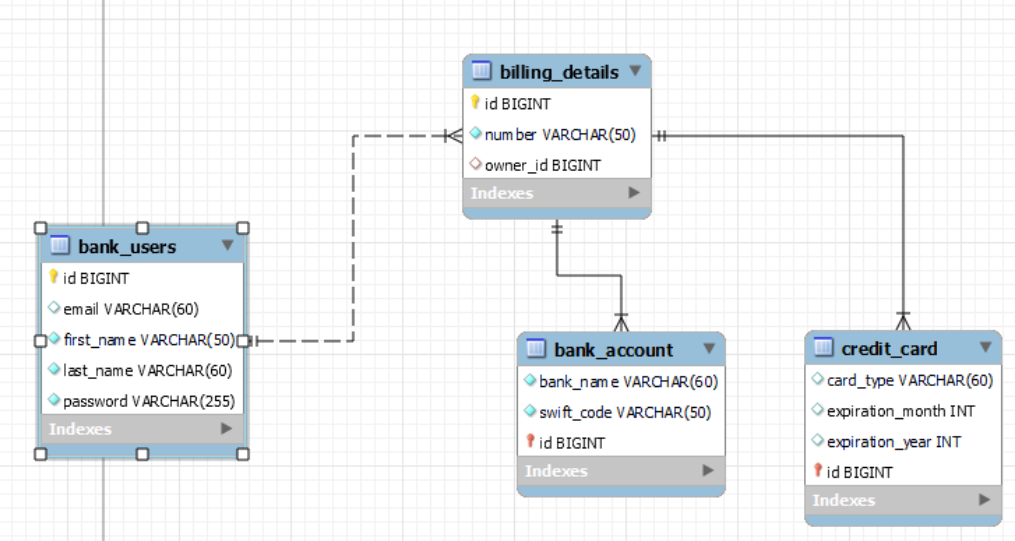 billing_details
id BIGINT
number VARCHAR(50)
owner_id BIGINT
Indexes
bank_users
id BIGINT
email VARCHAR(60)
first_name VARCHAR(50)
last_name VARCHAR(60)
password VARCHAR(255)
Indexes
bank_account
bank_name VARCHAR(60)
swift_code VARCHAR(50)
id BIGINT
Indexes
credit_card
card_type VARCHAR(60)
expiration_month INT
expiration_year INT
id BIGINT
Indexes